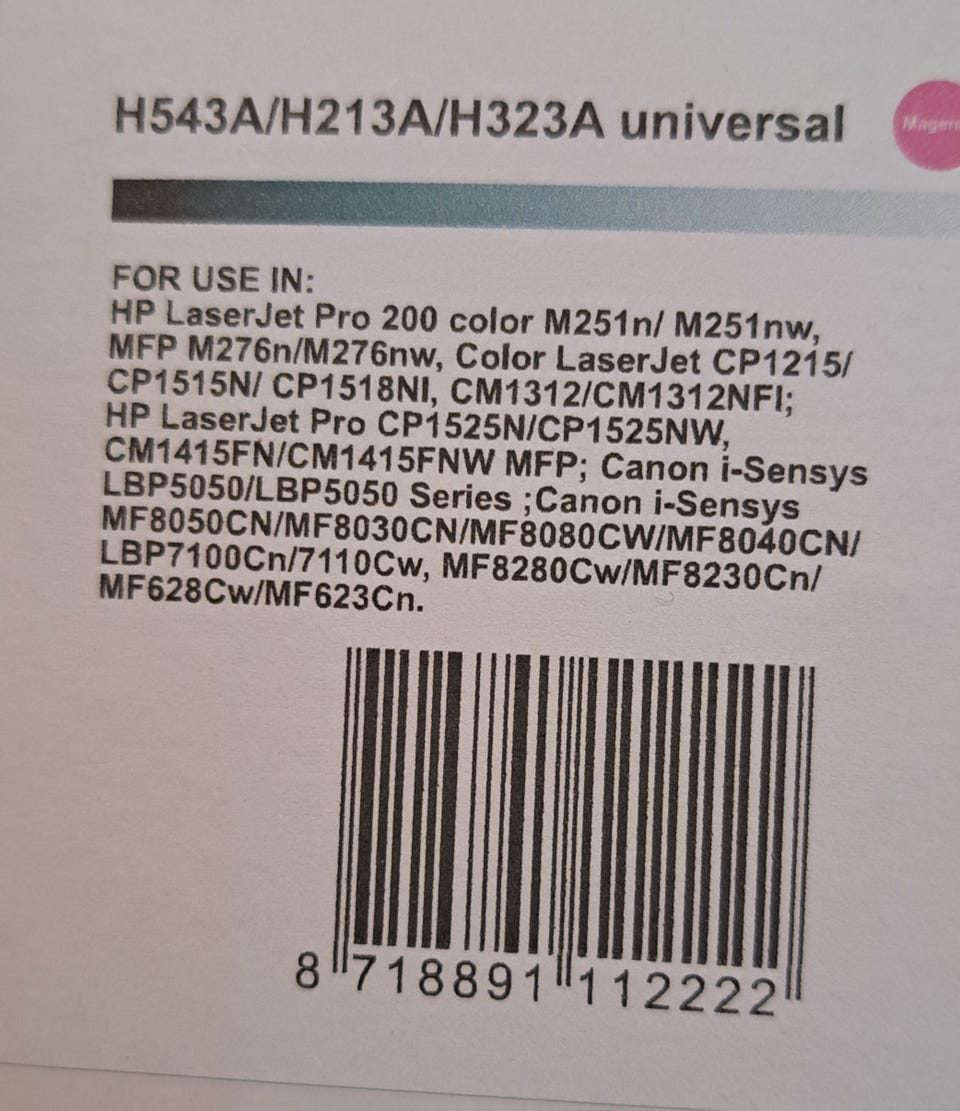 H543A/H213A/H323A universal
FOR USE IN:
HP LaserJet Pro 200 color M251n/ M251nw,
MFP M276n/M276nw, Color LaserJet CP1215/
CP1515N/ CP1518NI, CM1312/CM1312NFI;
HP LaserJet Pro CP1525N/CP1525NW,
CM1415FN/CM1415FNW MFP; Canon i-Sensys
LBP5050/LBP5050 Series ;Canon i-Sensys
MF8050CN/MF8030CN/MF8080CW/MF8040CN/
LBP7100Cn/7110Cw, MF8280Cw/MF8230Cn/
MF628Cw/MF623Cn.
8 718891 112222